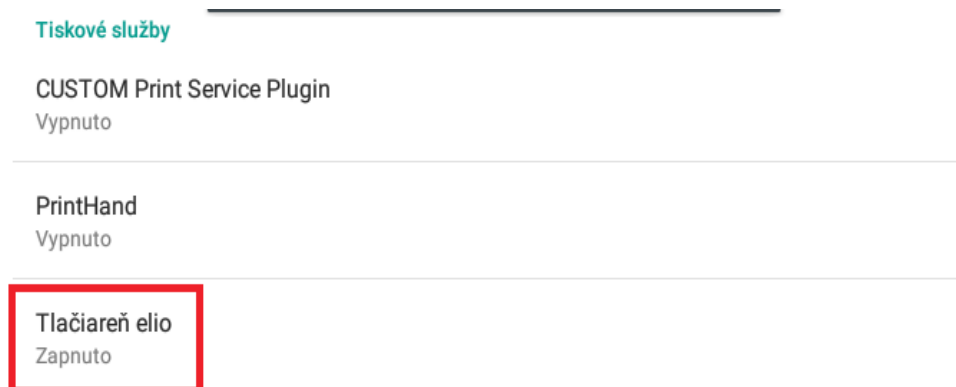 Tiskové služby
CUSTOM Print Service Plugin
Vypnuto
PrintHand
Vypnuto
Tlačiareň elio
Zapnuto